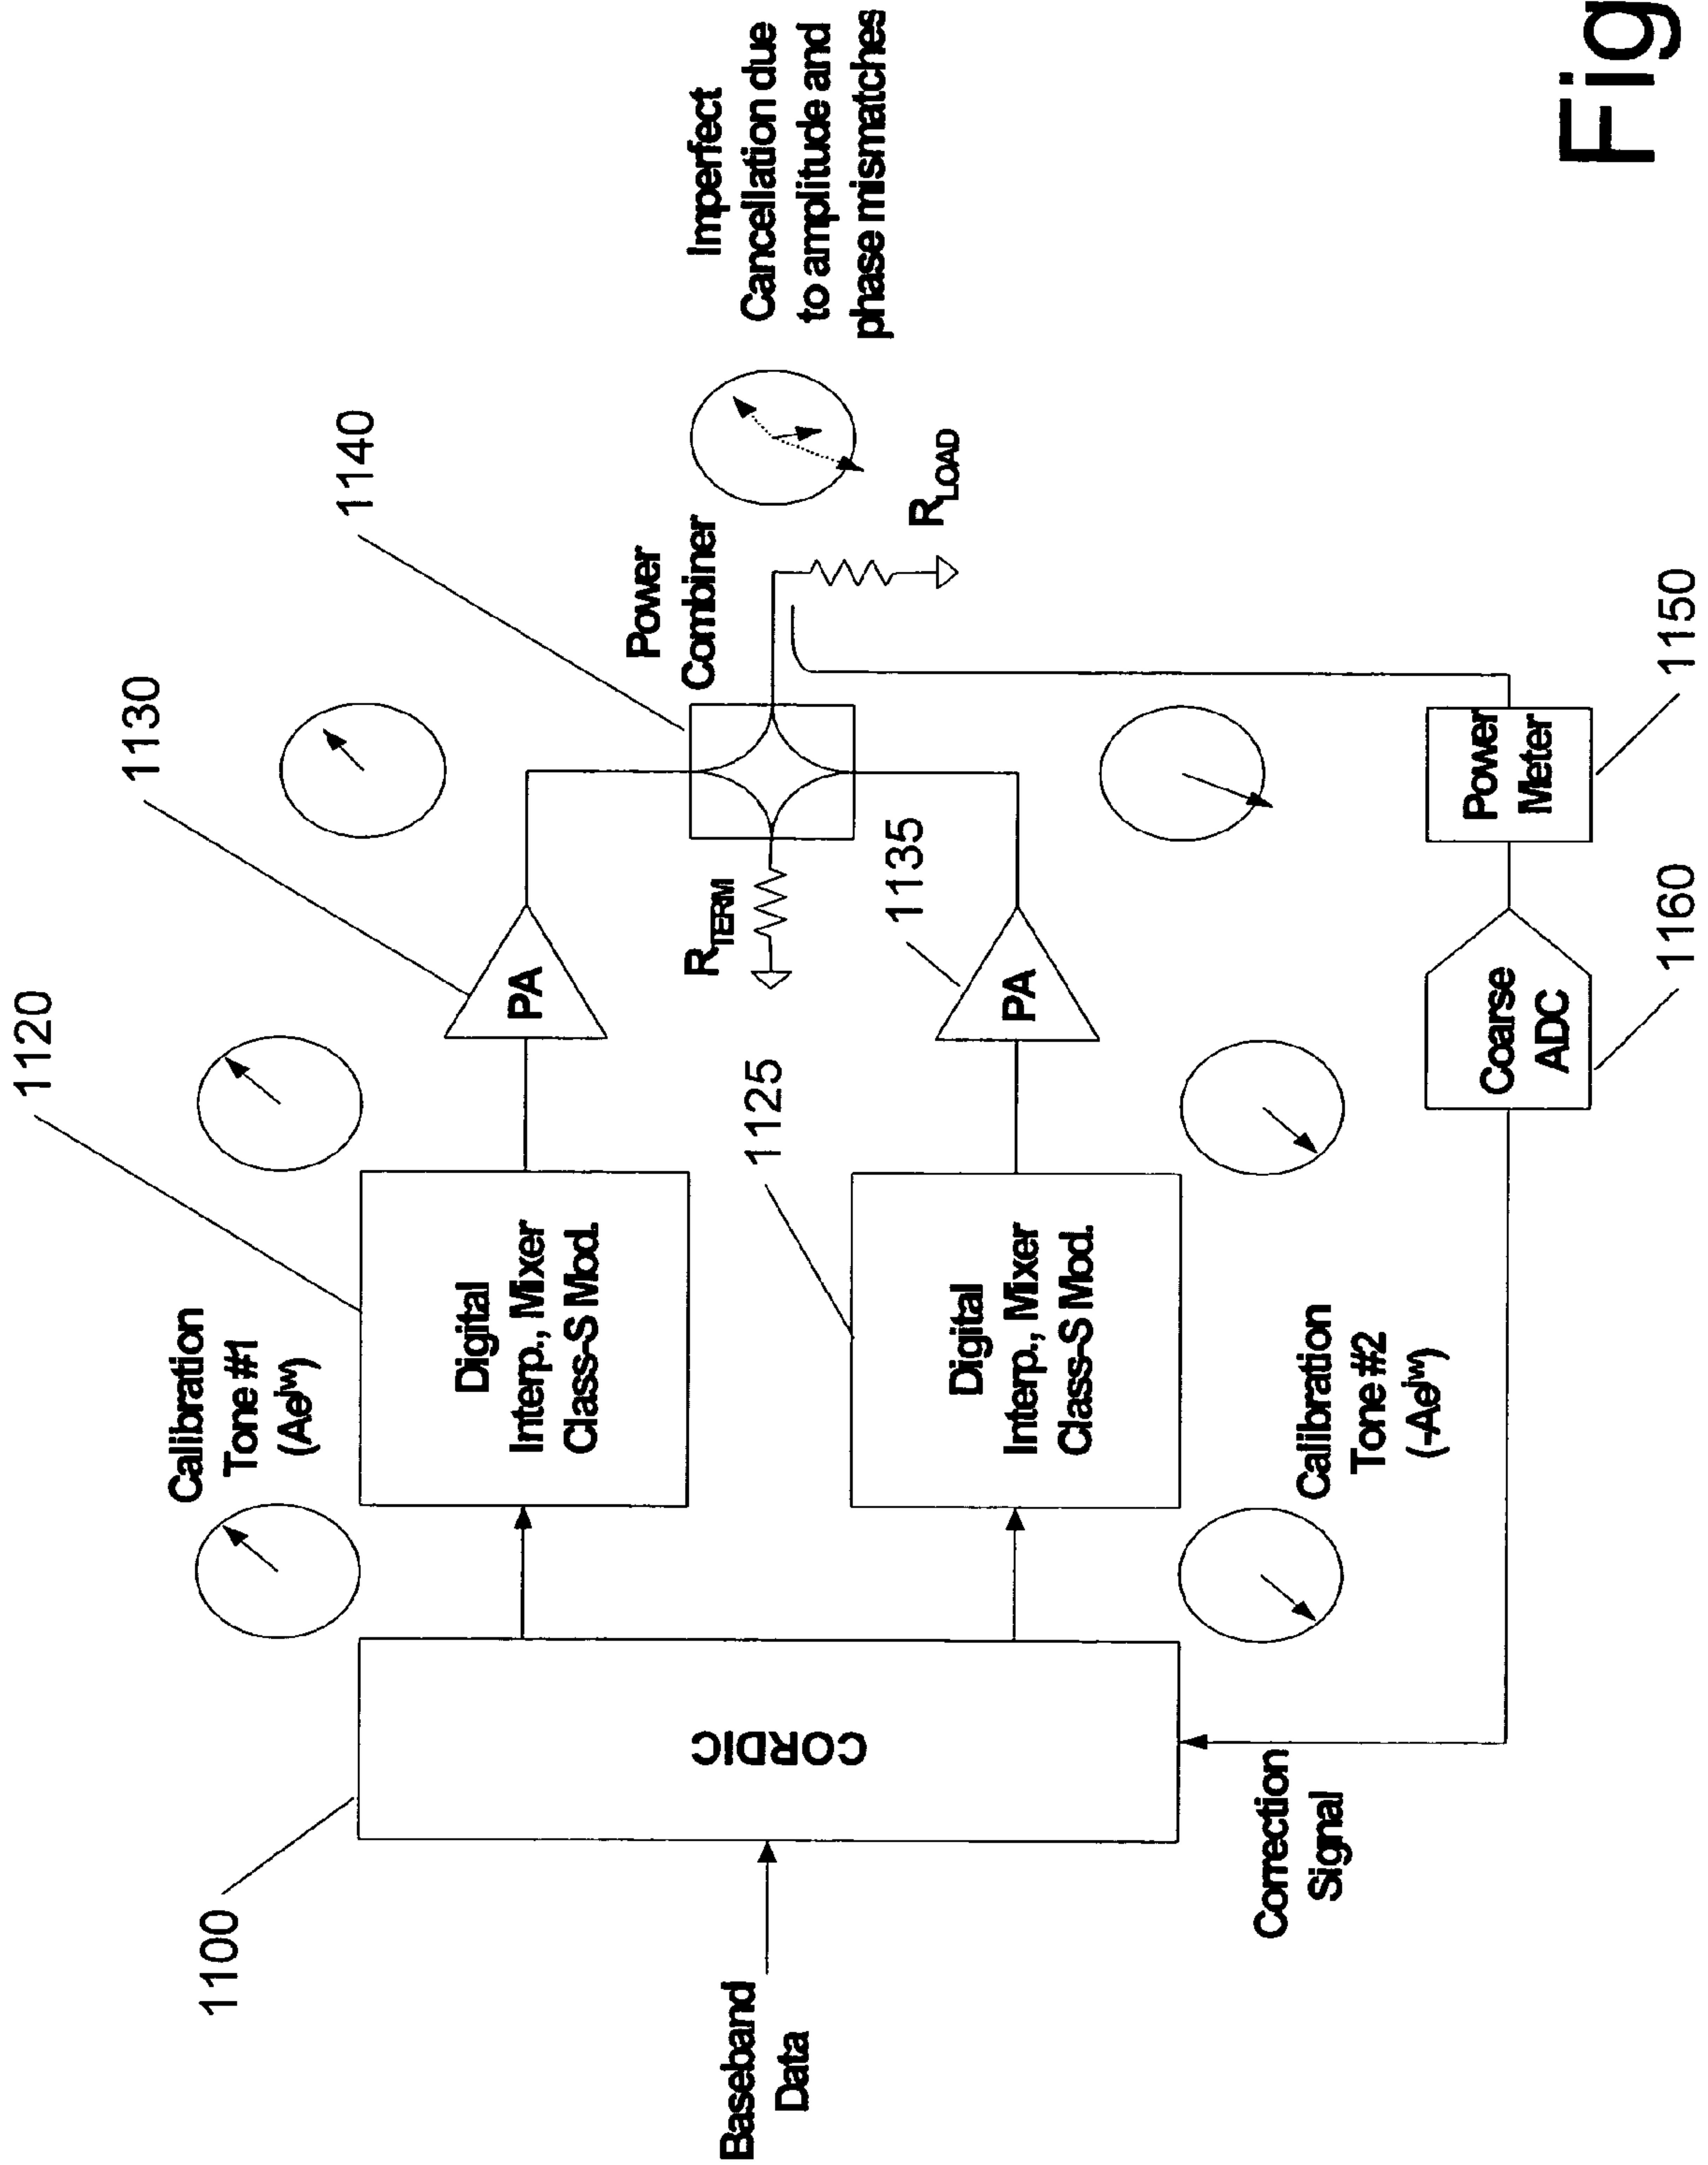 1100
1120
1130
1140
Calibration
Tone #1
(Ae^jw)
Digital
Interp., Mixer
Class-S Mod.
PA
Power
Combiner
Imperfect
Cancellation due
to amplitude and
phase mismatches
Baseband
Data
CORDIC
R_TERM
R_LOAD
1125
1135
Digital
Interp., Mixer
Class-S Mod.
PA
Calibration
Tone #2
(-Ae^jw)
Correction
Signal
Coarse
ADC
Power
Meter
1160
1150
Fig